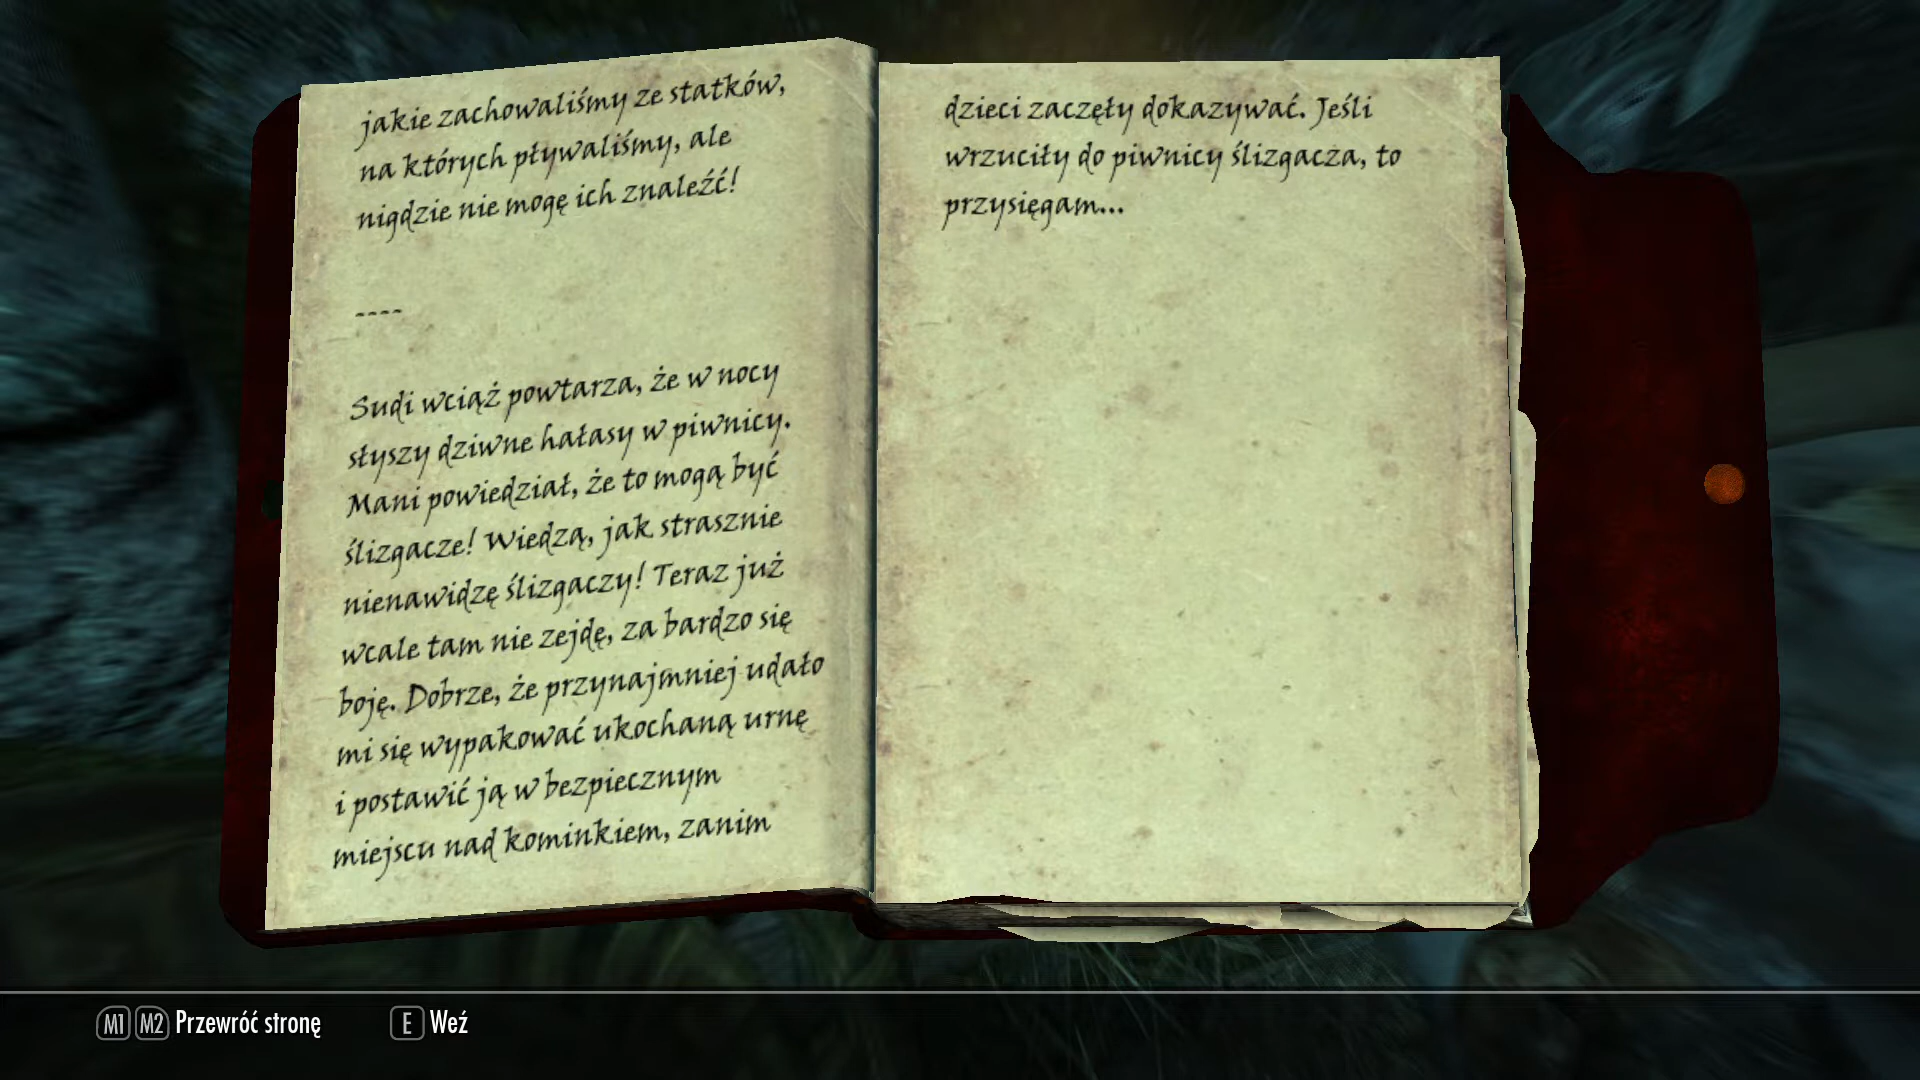 jakie zachowaliśmy ze statków,
na których pływaliśmy, ale
nigdzie nie mogę ich znaleźć!
----
Sudi wciąż powtarza, że w nocy
słyszy dziwne hałasy w piwnicy.
Mani powiedział, że to mogą być
ślizgacze! Wiedzą, jak strasznie
nienawidzę ślizgaczy! Teraz już
wcale tam nie zejdę, za bardzo się
boję. Dobrze, że przynajmniej udało
mi się wypakować ukochaną urnę
i postawić ją w bezpiecznym
miejscu nad kominkiem, zanim
dzieci zaczęły dokazywać. Jeśli
wrzuciły do piwnicy ślizgacza, to
przysięgam...
M1 M2 Przewróć stronę E Weź